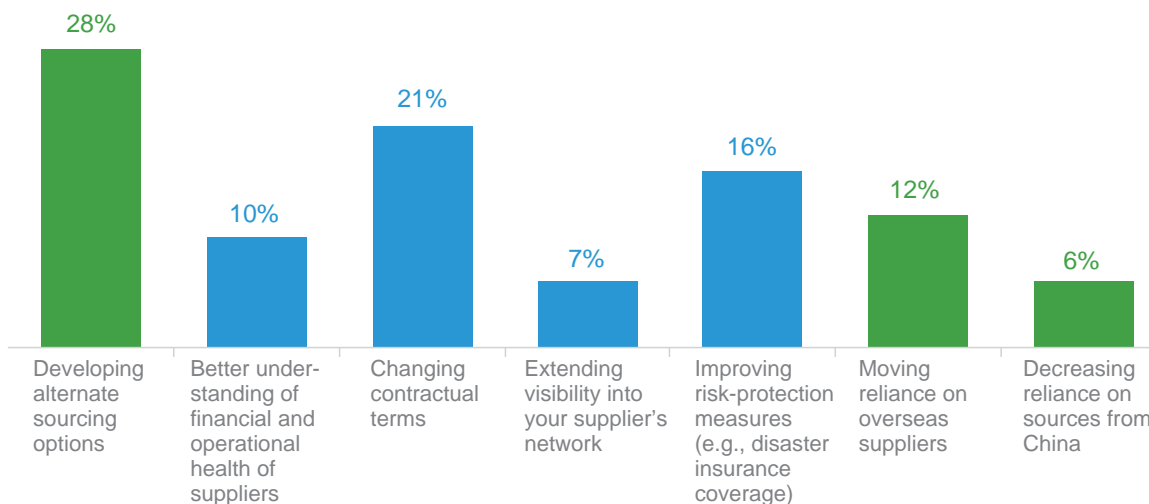 28%
10%
21%
7%
16%
12%
6%
Developing
alternate
sourcing
options
Better under-
standing of
financial and
operational
health of
suppliers
Changing
contractual
terms
Extending
visibility into
your supplier’s
network
Improving
risk-protection
measures
(e.g., disaster
insurance
coverage)
Moving
reliance on
overseas
suppliers
Decreasing
reliance on
sources from
China